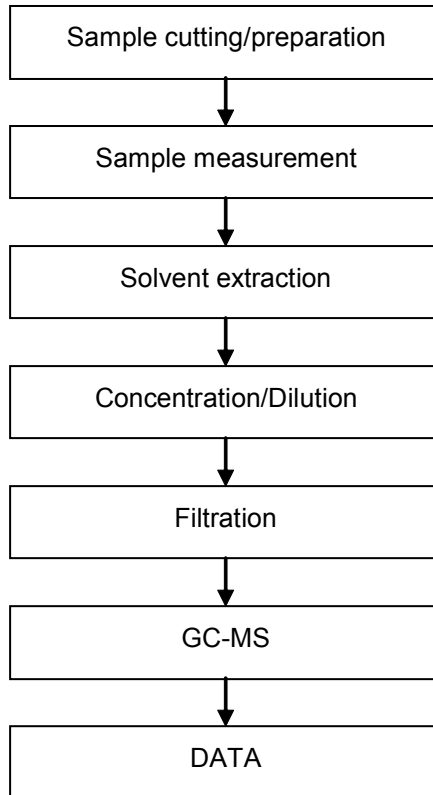 Sample cutting/preparation
Sample measurement
Solvent extraction
Concentration/Dilution
Filtration
GC-MS
DATA